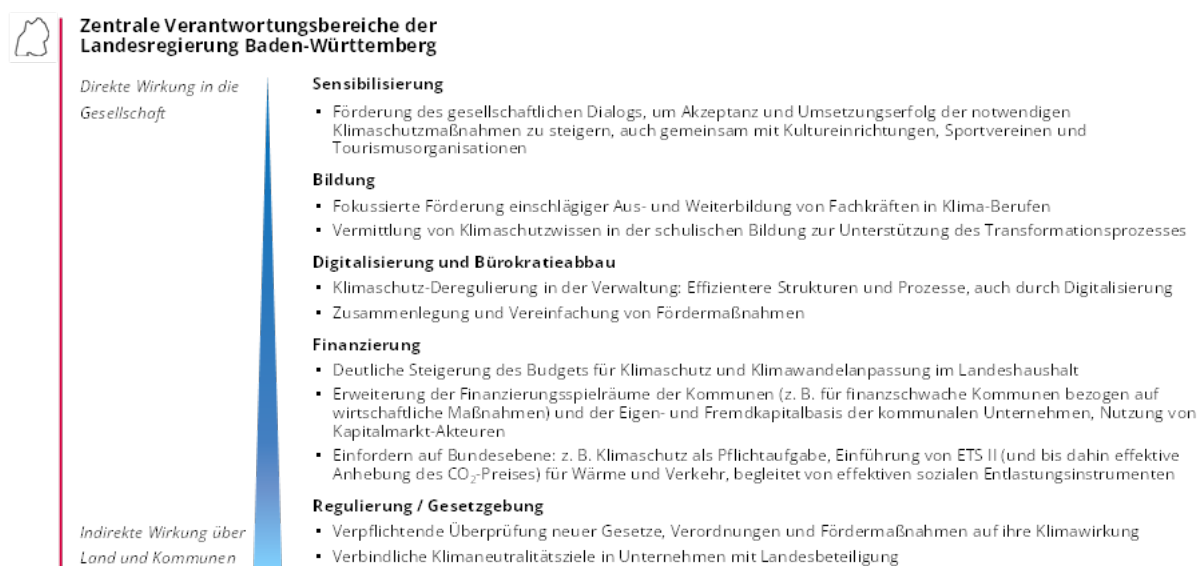 Zentrale Verantwortungsbereiche der
Landesregierung Baden-Württemberg
Direkte Wirkung in die
Gesellschaft
Sensibilisierung
▪ Förderung des gesellschaftlichen Dialogs, um Akzeptanz und Umsetzungserfolg der notwendigen
Klimaschutzmaßnahmen zu steigern, auch gemeinsam mit Kultureinrichtungen, Sportvereinen und
Tourismusorganisationen
Bildung
▪ Fokussierte Förderung einschlägiger Aus- und Weiterbildung von Fachkräften in Klima-Berufen
▪ Vermittlung von Klimaschutzwissen in der schulischen Bildung zur Unterstützung des Transformationsprozesses
Digitalisierung und Bürokratieabbau
▪ Klimaschutz-Deregulierung in der Verwaltung: Effizientere Strukturen und Prozesse, auch durch Digitalisierung
▪ Zusammenlegung und Vereinfachung von Fördermaßnahmen
Finanzierung
▪ Deutliche Steigerung des Budgets für Klimaschutz und Klimawandelanpassung im Landeshaushalt
▪ Erweiterung der Finanzierungsspielräume der Kommunen (z. B. für finanzschwache Kommunen bezogen auf
wirtschaftliche Maßnahmen) und der Eigen- und Fremdkapitalbasis der kommunalen Unternehmen, Nutzung von
Kapitalmarkt-Akteuren
▪ Einfordern auf Bundesebene: z. B. Klimaschutz als Pflichtaufgabe, Einführung von ETS II (und bis dahin effektive
Anhebung des CO₂-Preises) für Wärme und Verkehr, begleitet von effektiven sozialen Entlastungsinstrumenten
Regulierung / Gesetzgebung
▪ Verpflichtende Überprüfung neuer Gesetze, Verordnungen und Fördermaßnahmen auf ihre Klimawirkung
▪ Verbindliche Klimaneutralitätsziele in Unternehmen mit Landesbeteiligung
Indirekte Wirkung über
Land und Kommunen